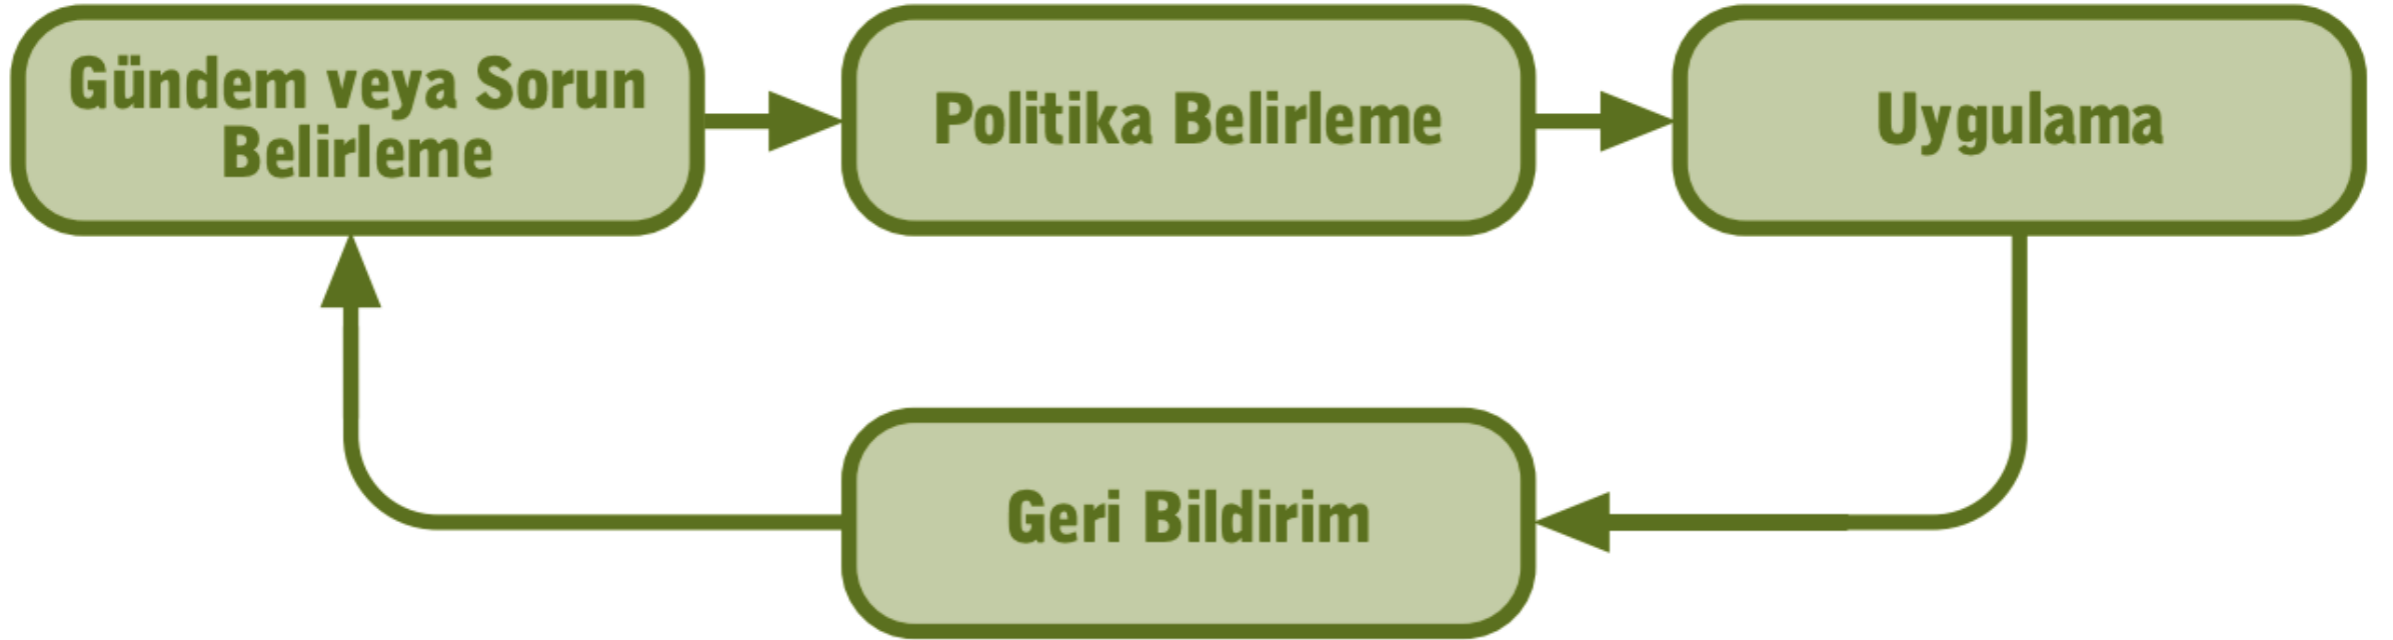 Gündem veya Sorun
Belirleme
Politika Belirleme
Uygulama
Geri Bildirim